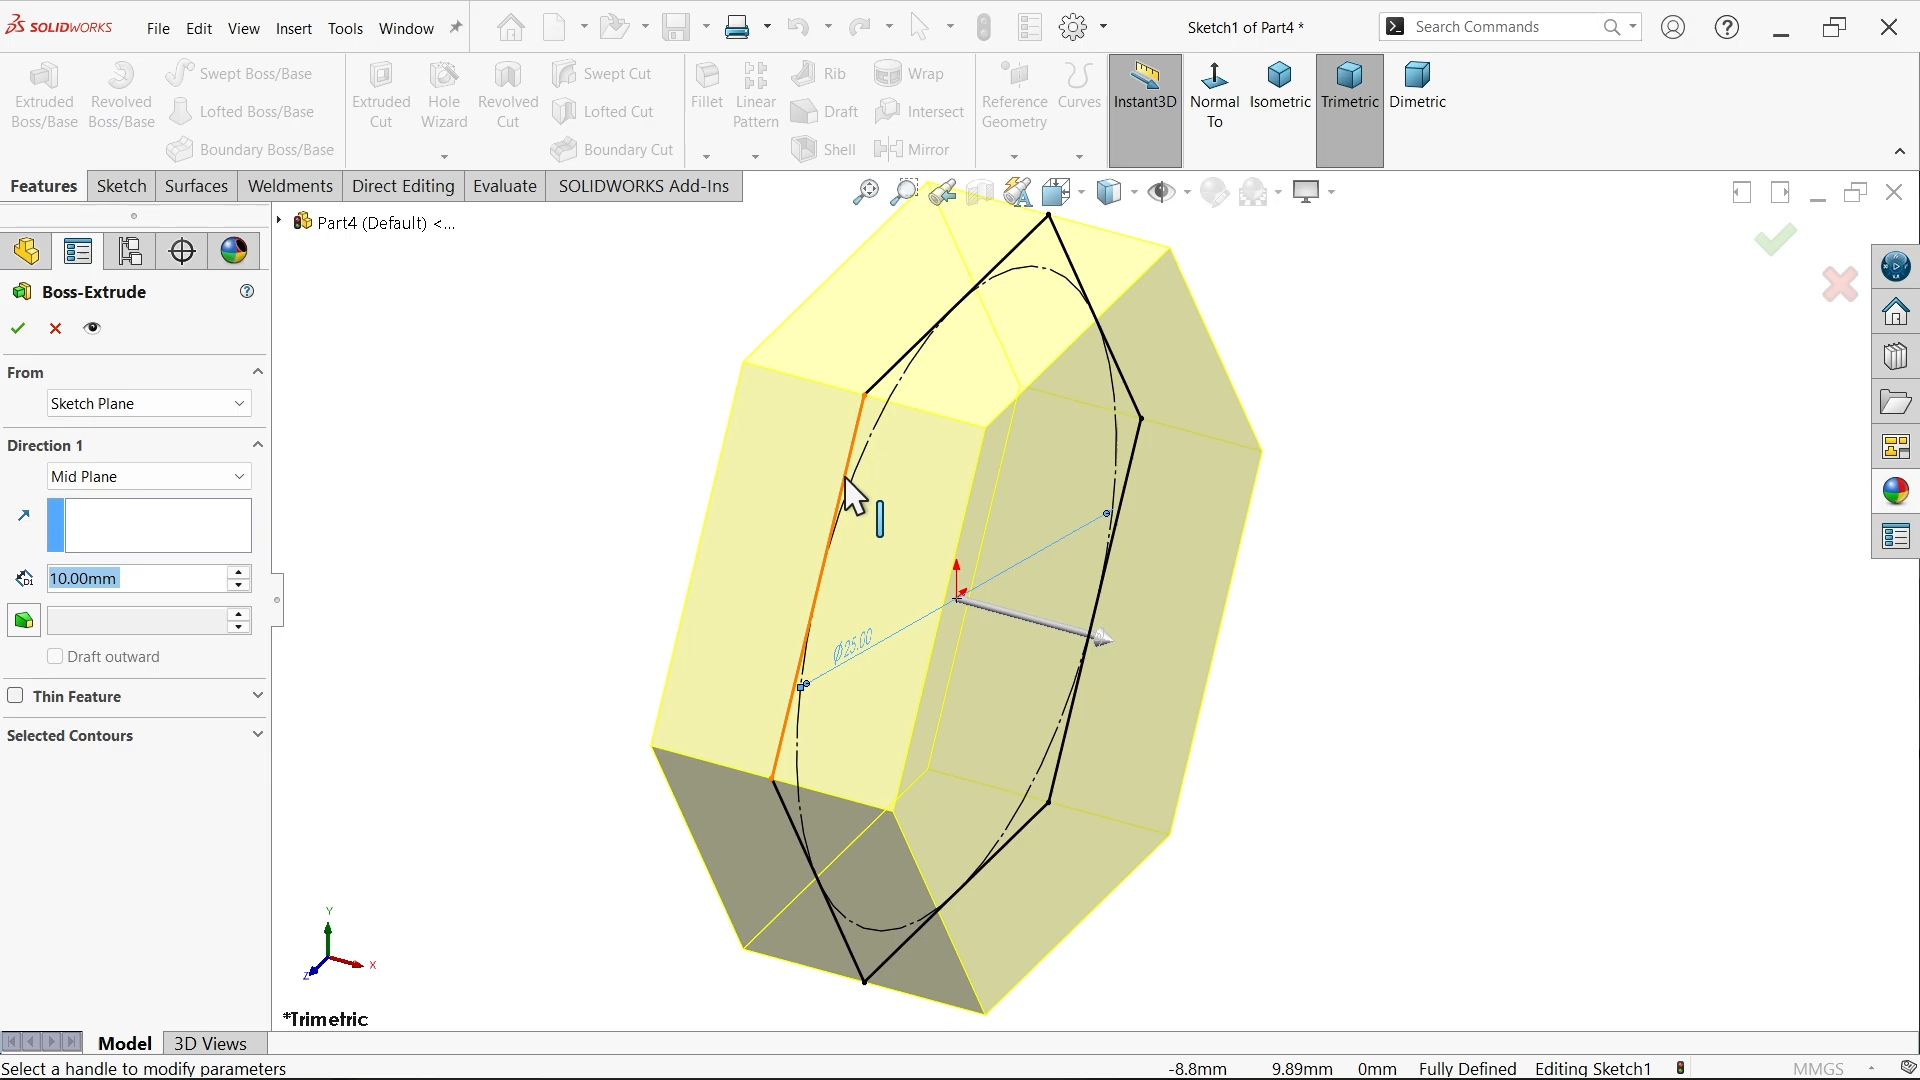 SOLIDWORKS File Edit View Insert Tools Window Sketch1 of Part4 * Search Commands
Extruded Boss/Base
Revolved Boss/Base
Swept Boss/Base
Lofted Boss/Base
Boundary Boss/Base
Extruded Cut
Hole Wizard
Revolved Cut
Swept Cut
Lofted Cut
Boundary Cut
Fillet
Linear Pattern
Rib
Draft
Shell
Wrap
Intersect
Mirror
Reference Geometry
Curves
Instant3D
Normal To
Isometric
Trimetric
Dimetric
Features Sketch Surfaces Weldments Direct Editing Evaluate SOLIDWORKS Add-Ins
Part4 (Default) <...
Boss-Extrude
From
Sketch Plane
Direction 1
Mid Plane
D1
10.00mm
Draft outward
Thin Feature
Selected Contours
Ø25.00
Y
X
Z
*Trimetric
Model 3D Views
Select a handle to modify parameters -8.8mm 9.89mm 0mm Fully Defined Editing Sketch1 MMGS